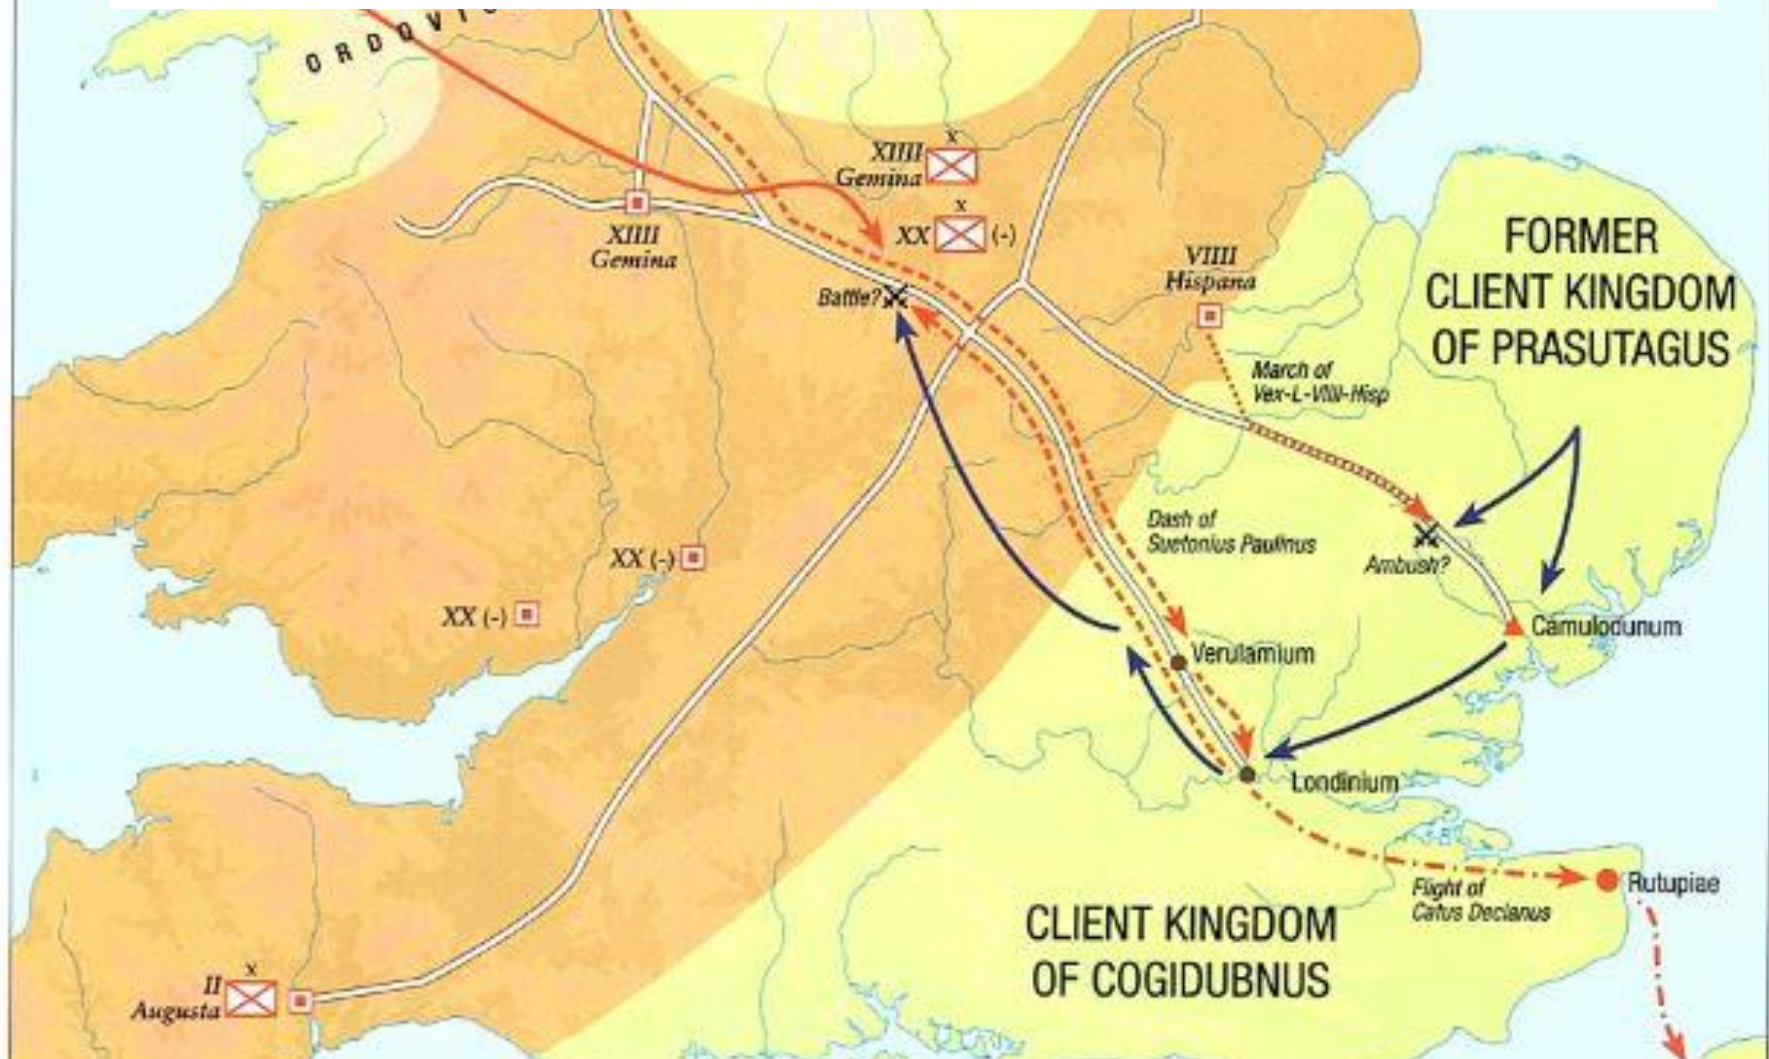 ORDOVIC
x
XIIII
Gemina
x
XX
(-)
XIIII
Gemina
Battle?
VIIII
Hispana
FORMER
CLIENT KINGDOM
OF PRASUTAGUS
March of
Vex-L-VIIII-Hisp
Dash of
Suetonius Paulinus
Ambush?
XX (-)
XX (-)
Camulodunum
Verulamium
Londinium
Rutupiae
Flight of
Catus Decianus
CLIENT KINGDOM
OF COGIDUBNUS
x
II
Augusta